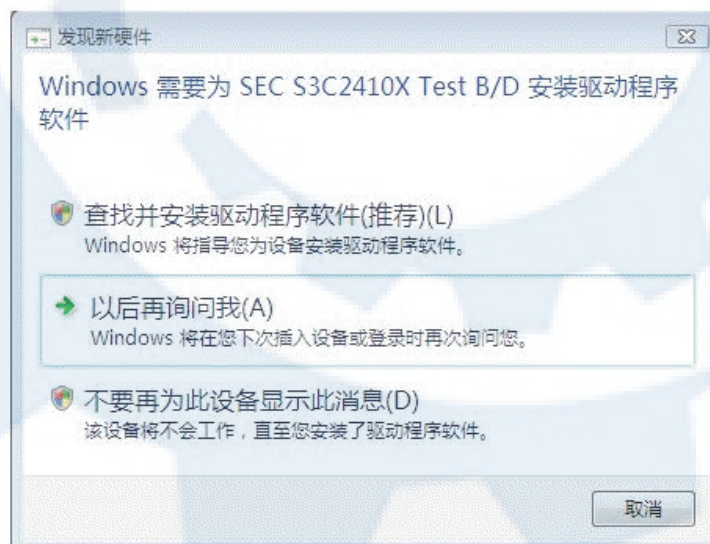 发现新硬件
Windows 需要为 SEC S3C2410X Test B/D 安装驱动程序
软件
查找并安装驱动程序软件(推荐)(L)
Windows 将指导您为设备安装驱动程序软件。
以后再询问我(A)
Windows 将在您下次插入设备或登录时再次询问您。
不要再为此设备显示此消息(D)
该设备将不会工作，直至您安装了驱动程序软件。
取消